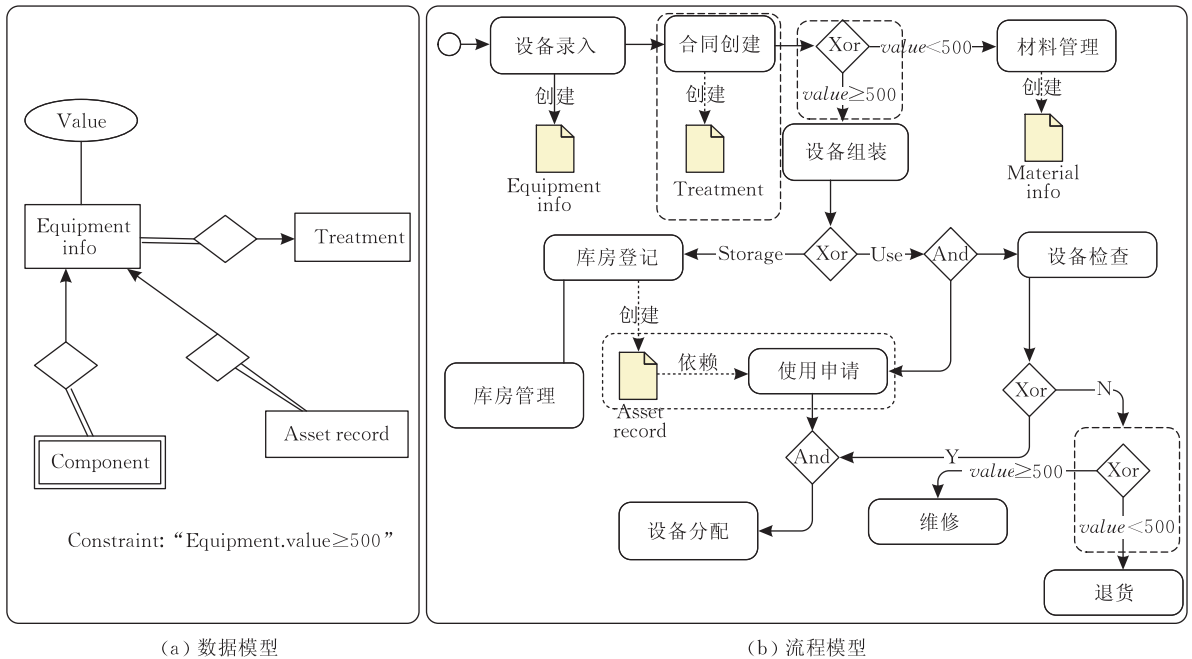 Value
Equipment
info
Treatment
Component
Asset record
Constraint: “Equipment.value≥500”
(a) 数据模型
设备录入
合同创建
Xor
value<500
材料管理
创建
创建
value≥500
创建
设备组装
Equipment
info
Treatment
Material
info
库房登记
Storage
Xor
Use
And
设备检查
创建
依赖
使用申请
库房管理
Asset
record
Xor
N
And
Y
value≥500
Xor
设备分配
维修
value<500
退货
(b) 流程模型